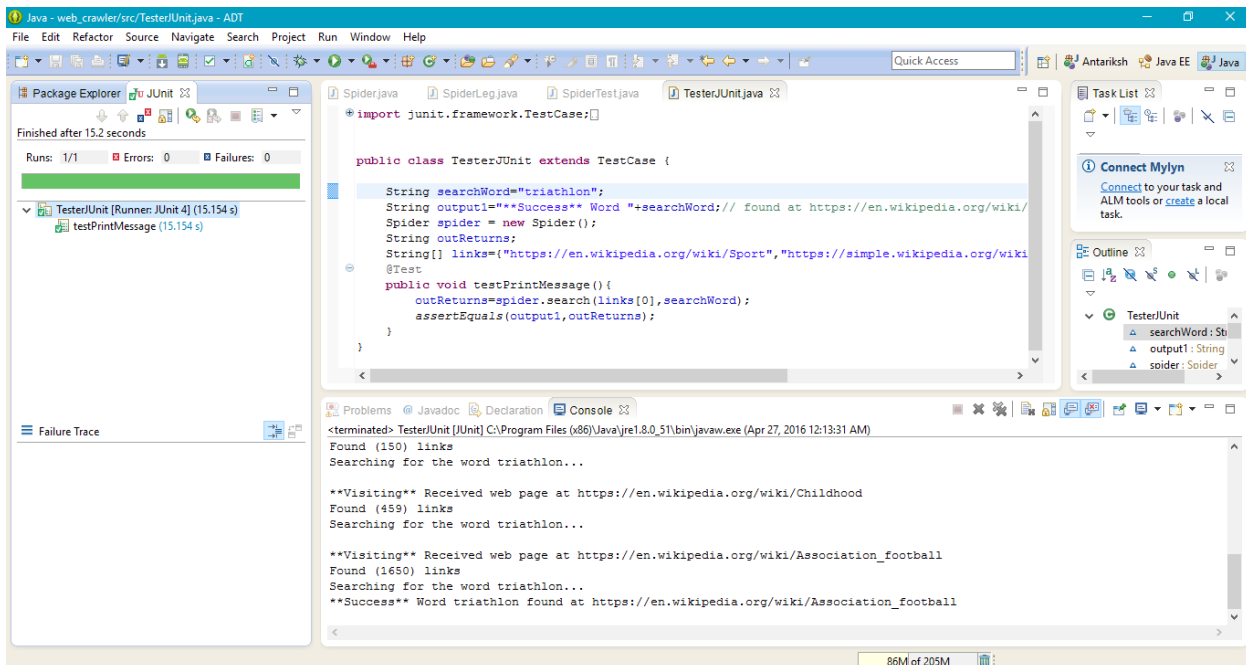 Java - web_crawler/src/TesterJUnit.java - ADT
File Edit Refactor Source Navigate Search Project Run Window Help
Quick Access
Antariksh Java EE Java
Package Explorer JUnit
Finished after 15.2 seconds
Runs: 1/1 Errors: 0 Failures: 0
TesterJUnit [Runner: JUnit 4] (15.154 s)
testPrintMessage (15.154 s)
Failure Trace
Spider.java SpiderLeg.java SpiderTest.java TesterJUnit.java
import junit.framework.TestCase;
public class TesterJUnit extends TestCase {
String searchWord="triathlon";
String output1="**Success** Word "+searchWord;// found at https://en.wikipedia.org/wiki/
Spider spider = new Spider();
String outReturns;
String[] links={"https://en.wikipedia.org/wiki/Sport","https://simple.wikipedia.org/wiki
@Test
public void testPrintMessage(){
outReturns=spider.search(links[0],searchWord);
assertEquals(output1,outReturns);
}
}
Task List
Connect Mylyn
Connect to your task and
ALM tools or create a local
task.
Outline
TesterJUnit
searchWord : Stri
output1 : String
spider : Spider
Problems Javadoc Declaration Console
<terminated> TesterJUnit [JUnit] C:\Program Files (x86)\Java\jre1.8.0_51\bin\javaw.exe (Apr 27, 2016 12:13:31 AM)
Found (150) links
Searching for the word triathlon...
**Visiting** Received web page at https://en.wikipedia.org/wiki/Childhood
Found (459) links
Searching for the word triathlon...
**Visiting** Received web page at https://en.wikipedia.org/wiki/Association_football
Found (1650) links
Searching for the word triathlon...
**Success** Word triathlon found at https://en.wikipedia.org/wiki/Association_football
86M of 205M